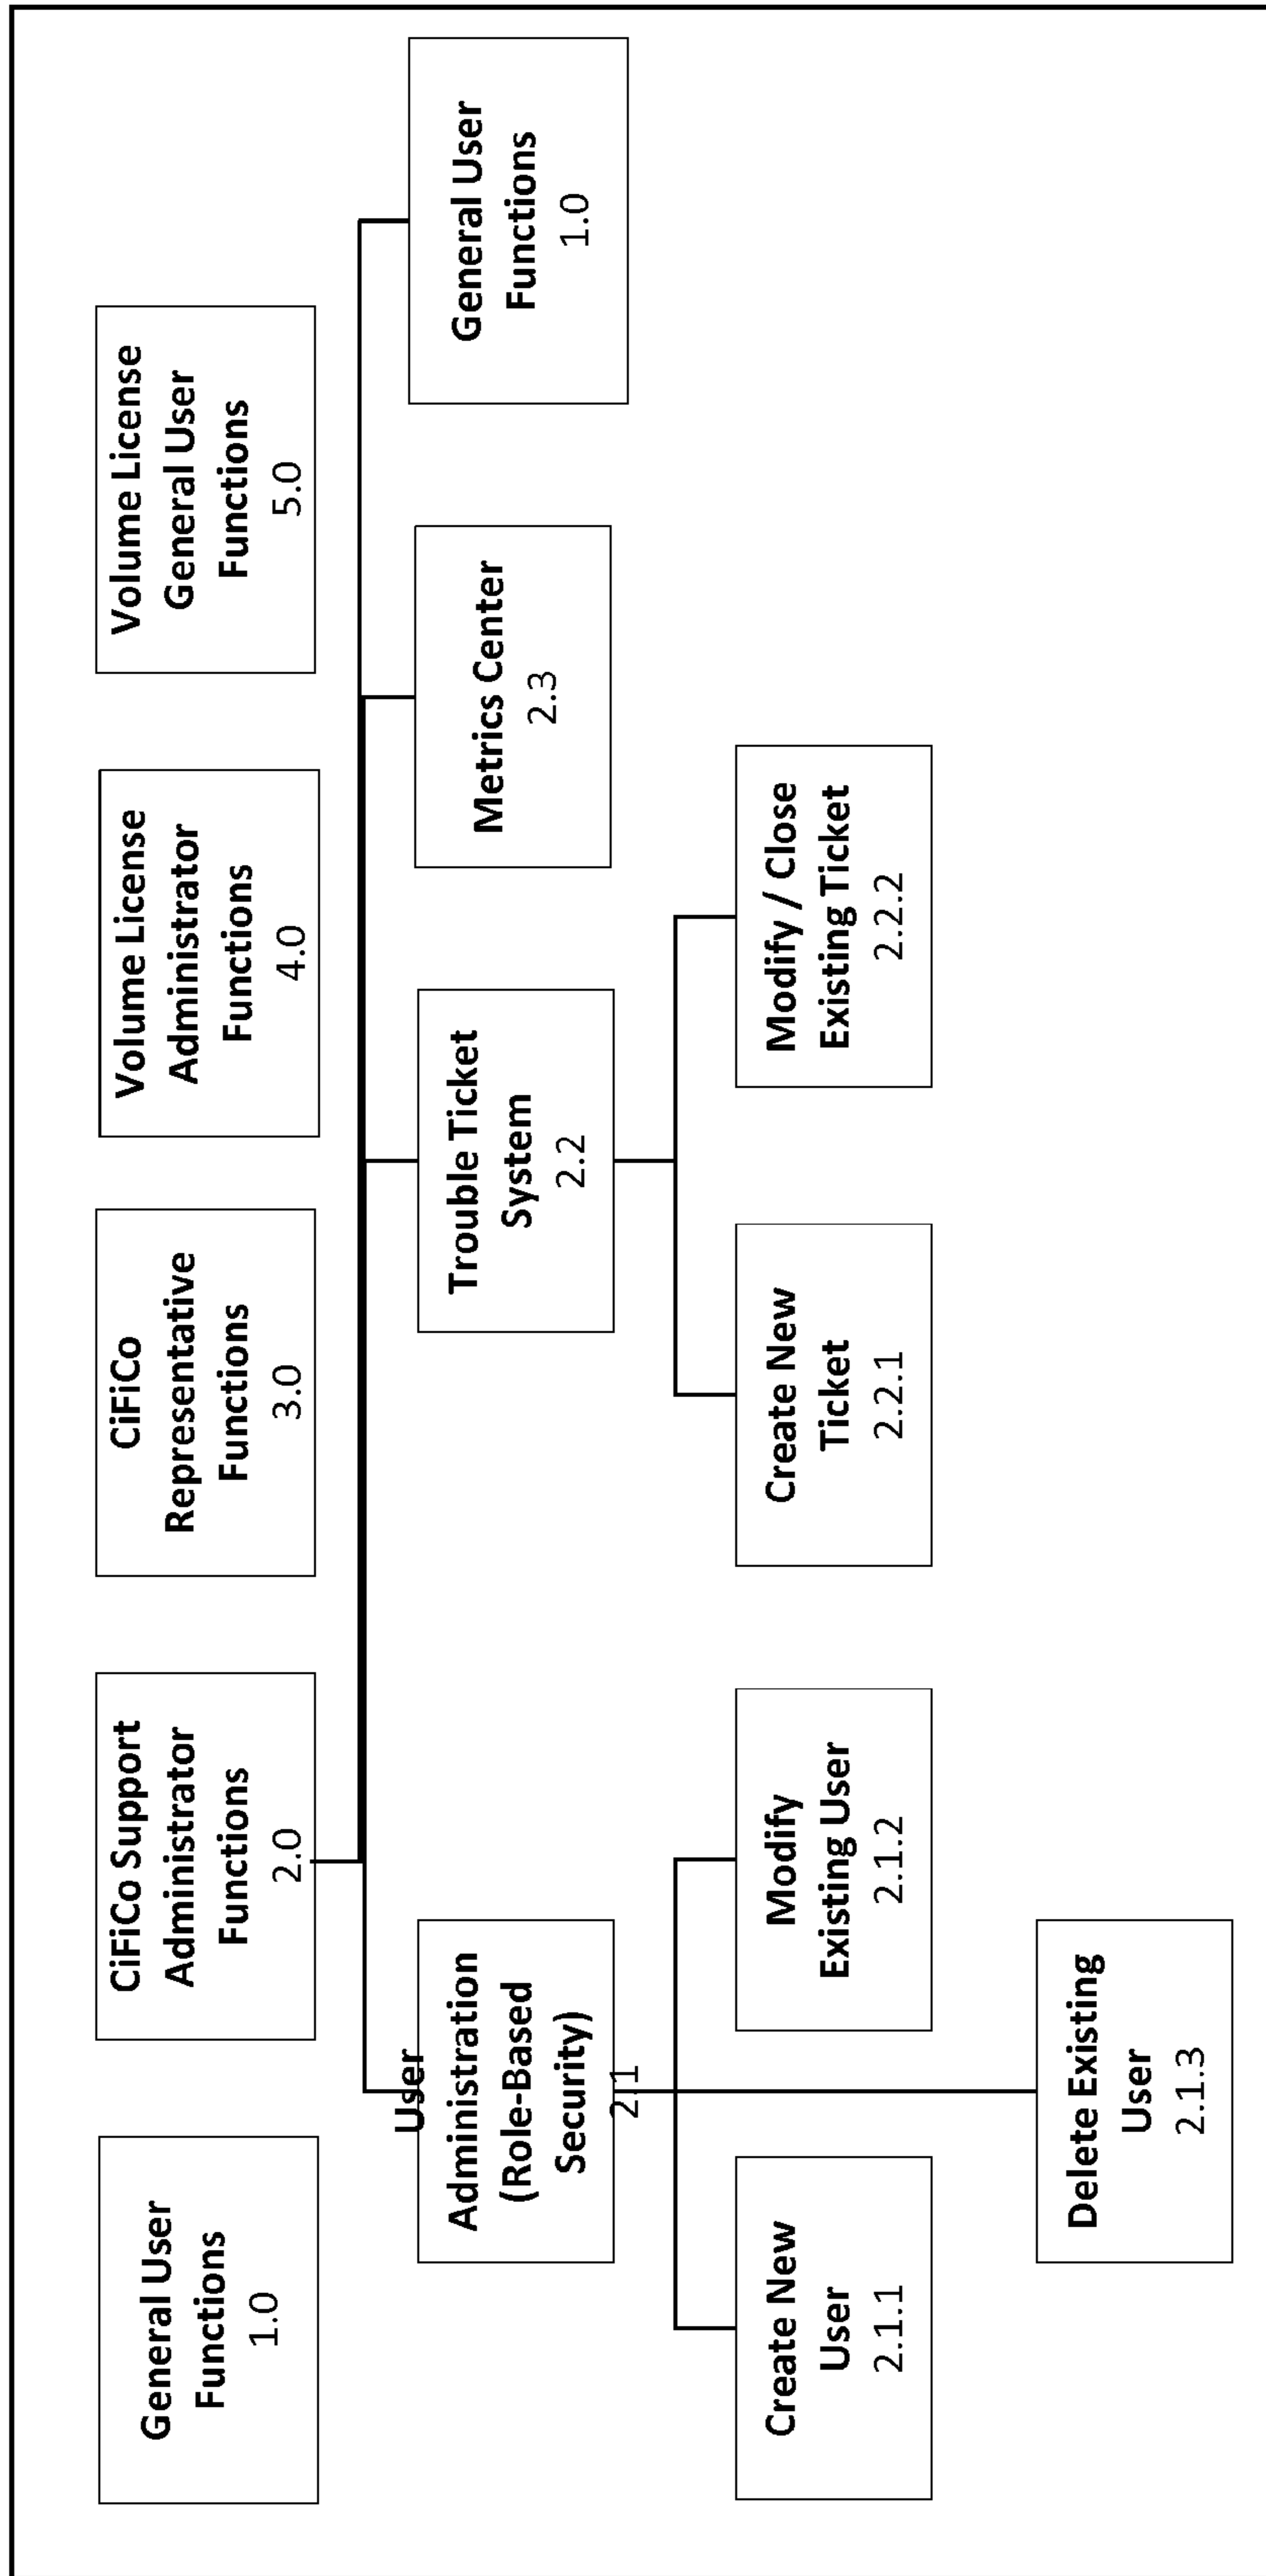 General User
Functions
1.0
CiFiCo Support
Administrator
Functions
2.0
CiFiCo
Representative
Functions
3.0
Volume License
Administrator
Functions
4.0
Volume License
General User
Functions
5.0
User
Administration
(Role-Based
Security)
2.1
Trouble Ticket
System
2.2
Metrics Center
2.3
General User
Functions
1.0
Create New
User
2.1.1
Modify
Existing User
2.1.2
Create New
Ticket
2.2.1
Modify / Close
Existing Ticket
2.2.2
Delete Existing
User
2.1.3